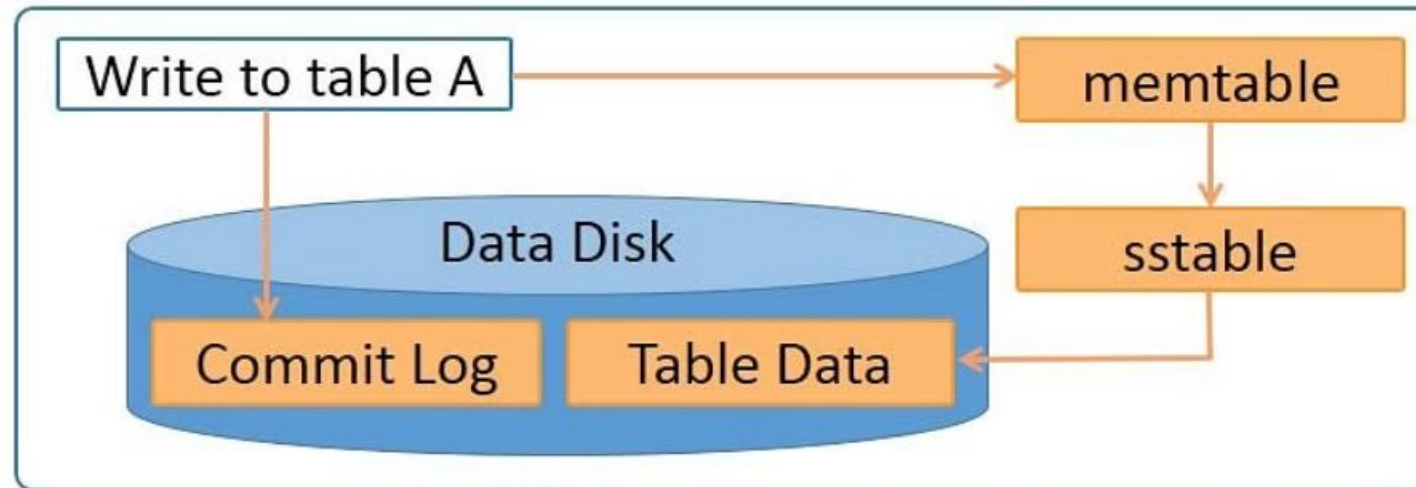 Write to table A
memtable
Data Disk
sstable
Commit Log
Table Data